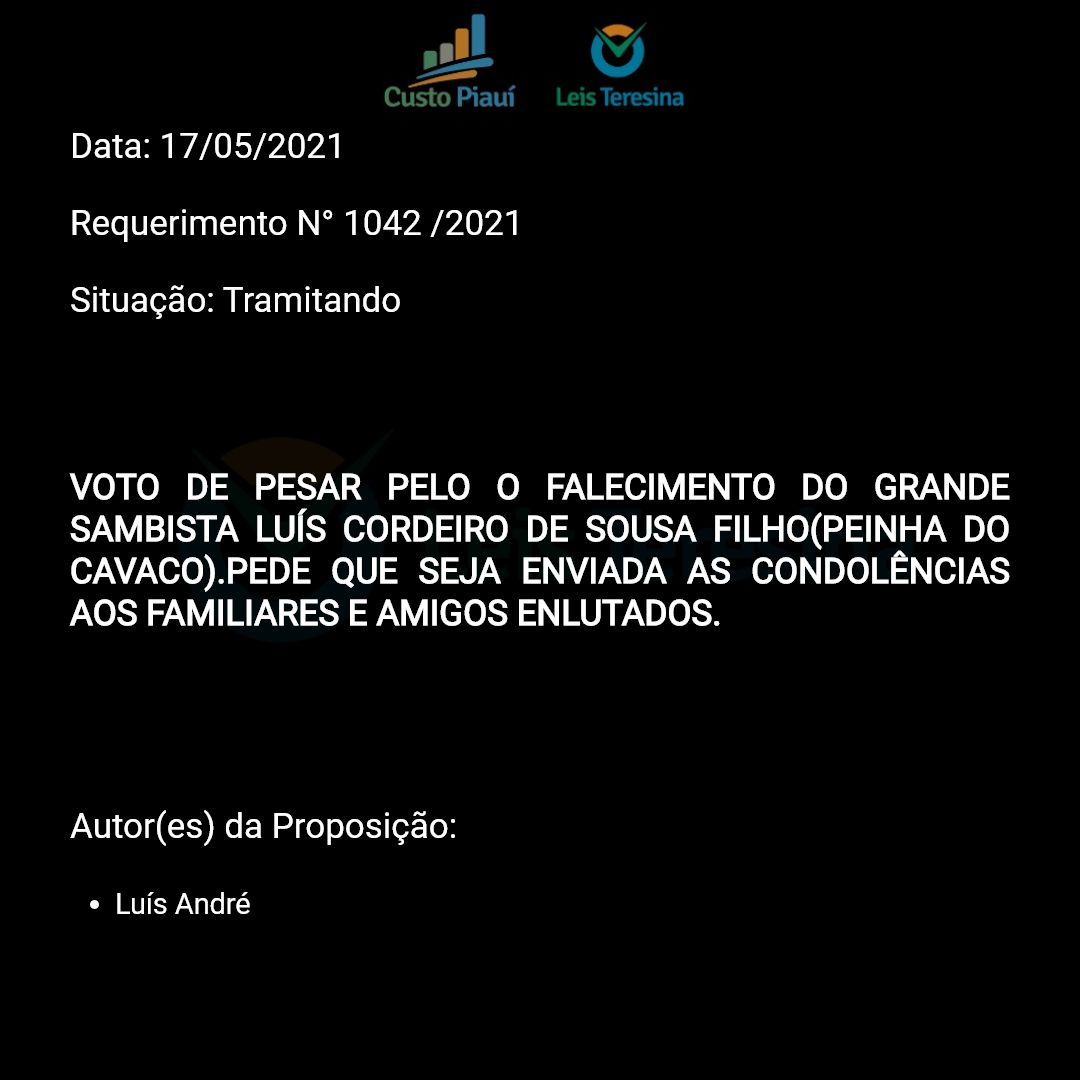 Custo Piauí Leis Teresina
Data: 17/05/2021
Requerimento N° 1042 /2021
Situação: Tramitando
VOTO DE PESAR PELO O FALECIMENTO DO GRANDE
SAMBISTA LUÍS CORDEIRO DE SOUSA FILHO(PEINHA DO
CAVACO).PEDE QUE SEJA ENVIADA AS CONDOLÊNCIAS
AOS FAMILIARES E AMIGOS ENLUTADOS.
Autor(es) da Proposição:
• Luís André